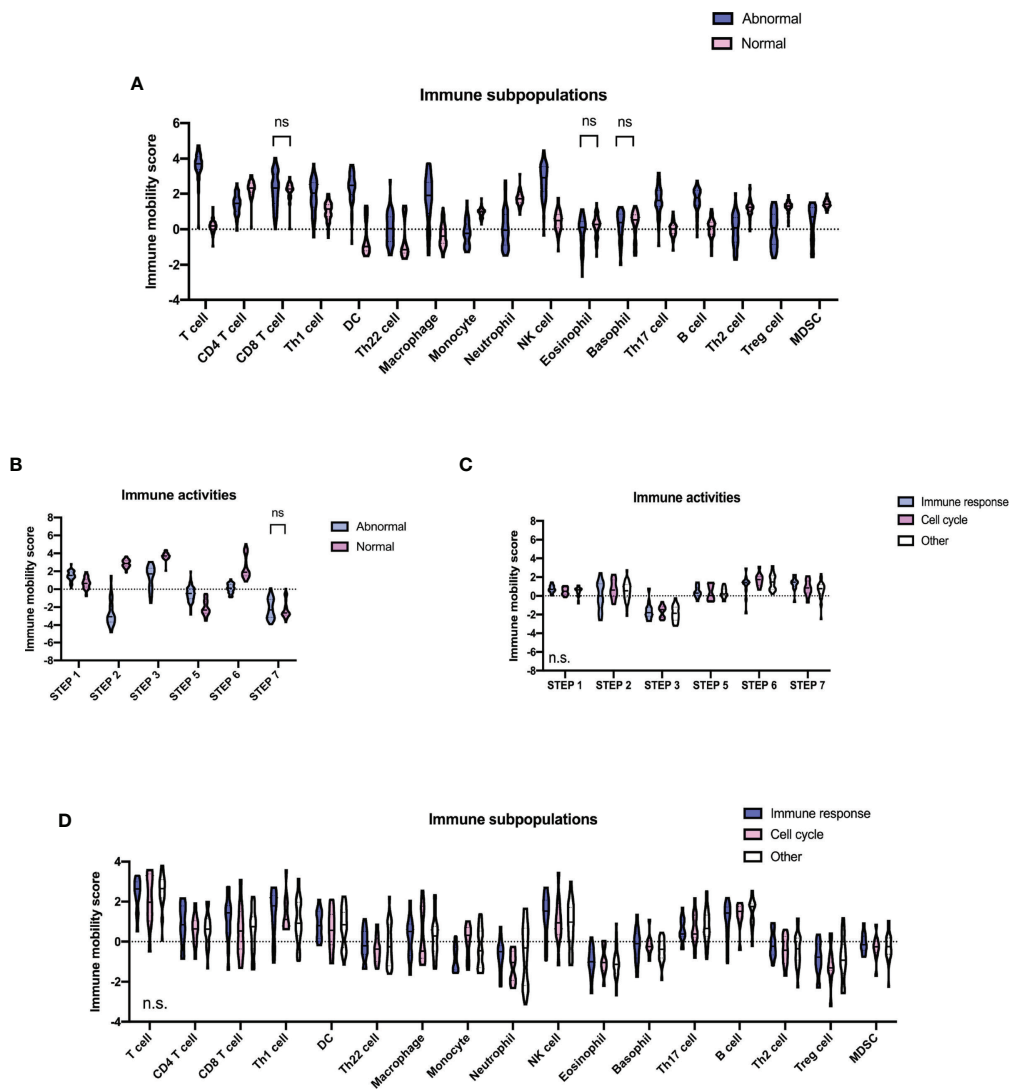 Abnormal
Normal
A
Immune subpopulations
ns ns ns
Immune mobility score
6
4
2
0
-2
-4
T cell CD4 T cell CD8 T cell Th1 cell DC Th22 cell Macrophage Monocyte Neutrophil NK cell Eosinophil Basophil Th17 cell B cell Th2 cell Treg cell MDSC
B
Immune activities
Abnormal
Normal
ns
Immune mobility score
8
6
4
2
0
-2
-4
-6
-8
STEP 1 STEP 2 STEP 3 STEP 5 STEP 6 STEP 7
C
Immune activities
Immune response
Cell cycle
Other
Immune mobility score
8
6
4
2
0
-2
-4
-6
-8
n.s.
STEP 1 STEP 2 STEP 3 STEP 5 STEP 6 STEP 7
D
Immune subpopulations
Immune response
Cell cycle
Other
Immune mobility score
4
2
0
-2
-4
n.s.
T cell CD4 T cell CD8 T cell Th1 cell DC Th22 cell Macrophage Monocyte Neutrophil NK cell Eosinophil Basophil Th17 cell B cell Th2 cell Treg cell MDSC